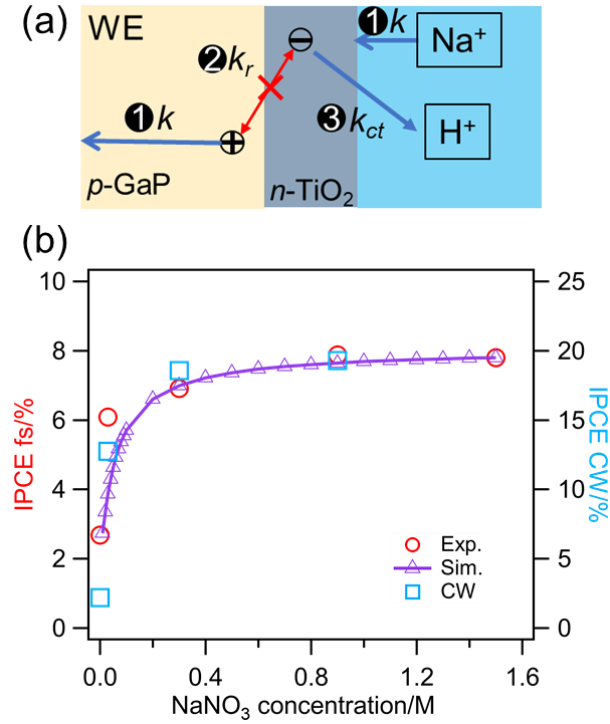 (a)
WE
❶k
Na⁺
❷kᵣ
❶k
❸k_ct
H⁺
p-GaP
n-TiO₂
(b)
10
8
6
4
2
0
IPCE fs/%
25
20
15
10
5
0
IPCE CW/%
Exp.
Sim.
CW
0.0 0.4 0.8 1.2 1.6
NaNO₃ concentration/M